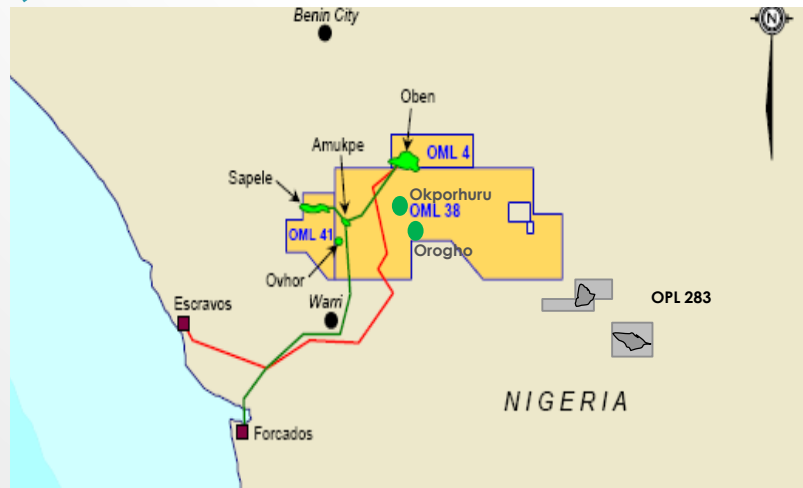 Benin City
N
Oben
Amukpe
OML 4
Sapele
Okporhuru
OML 38
OML 41
Orogho
Ovhor
Escravos
Warri
OPL 283
NIGERIA
Forcados